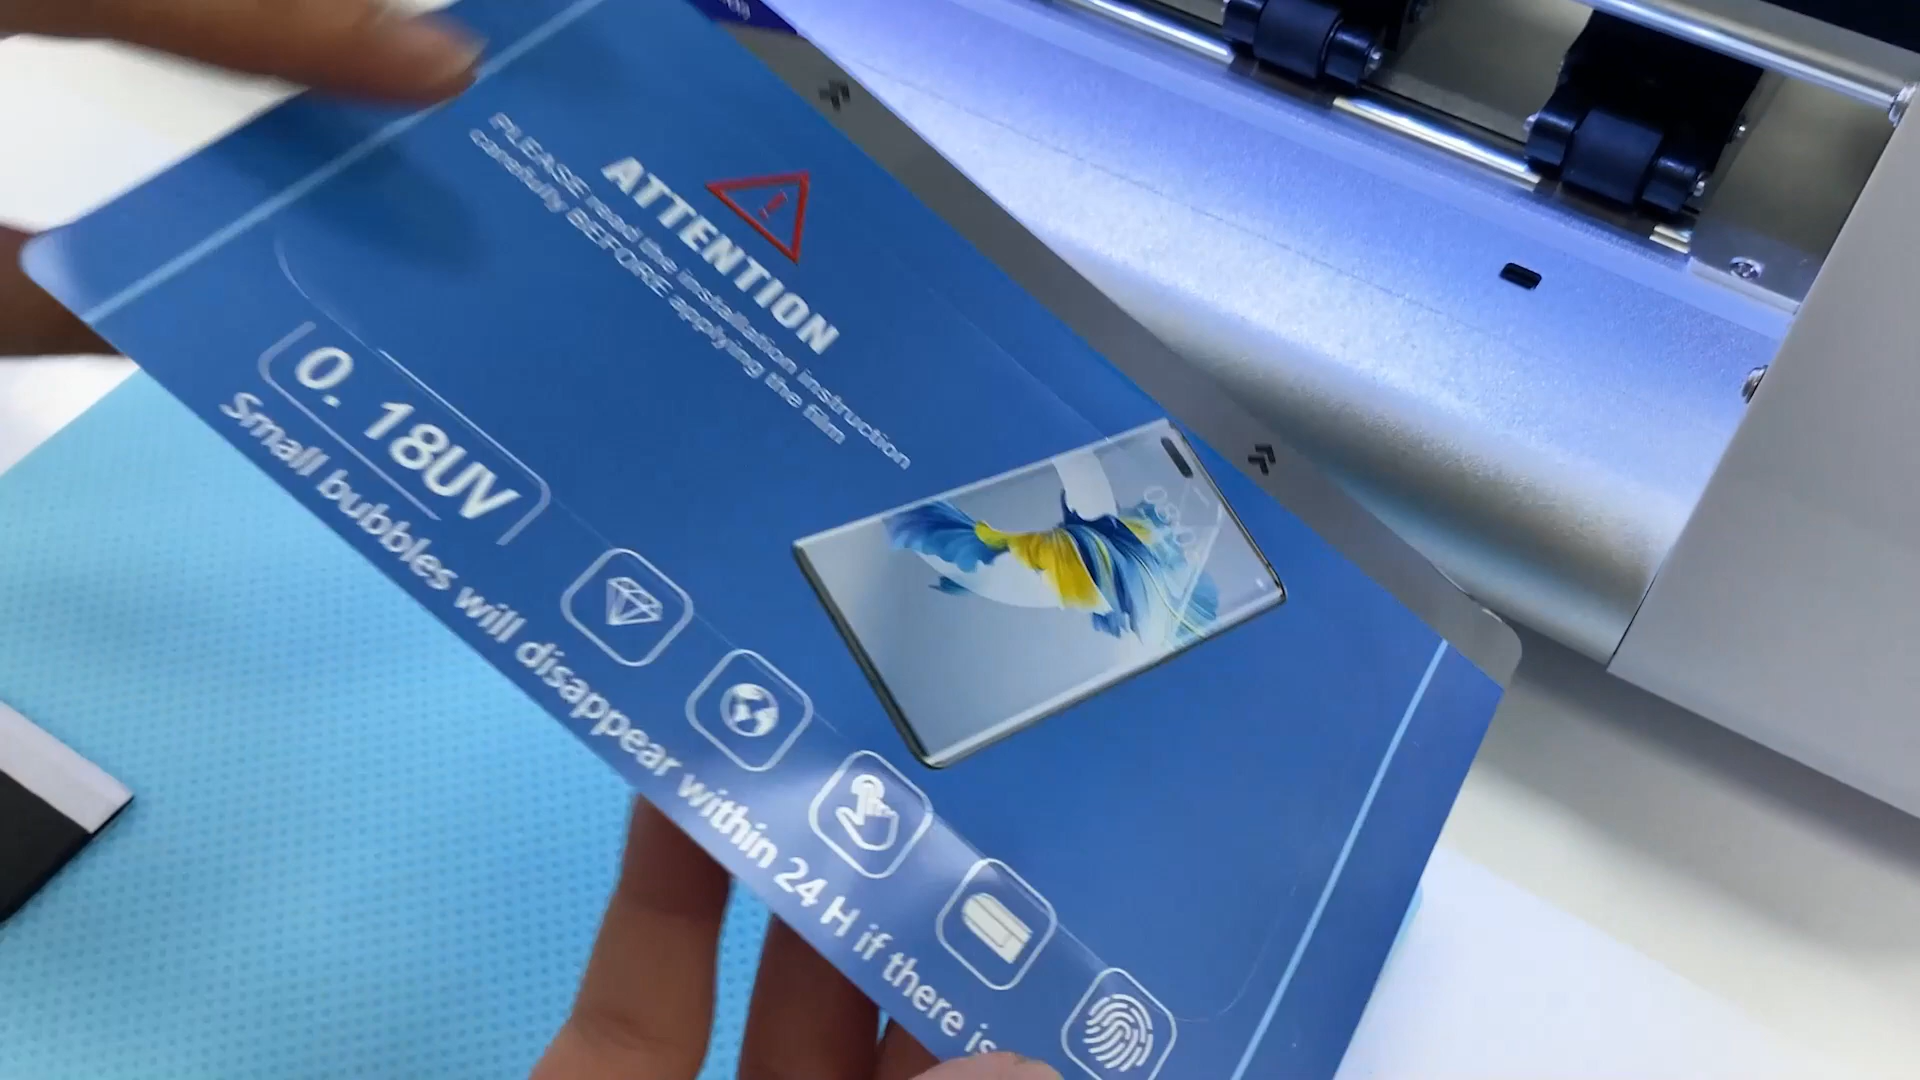 ATTENTION
PLEASE read the installation instruction
carefully BEFORE applying the film
0. 18UV
Small bubbles will disappear within 24 H if there is